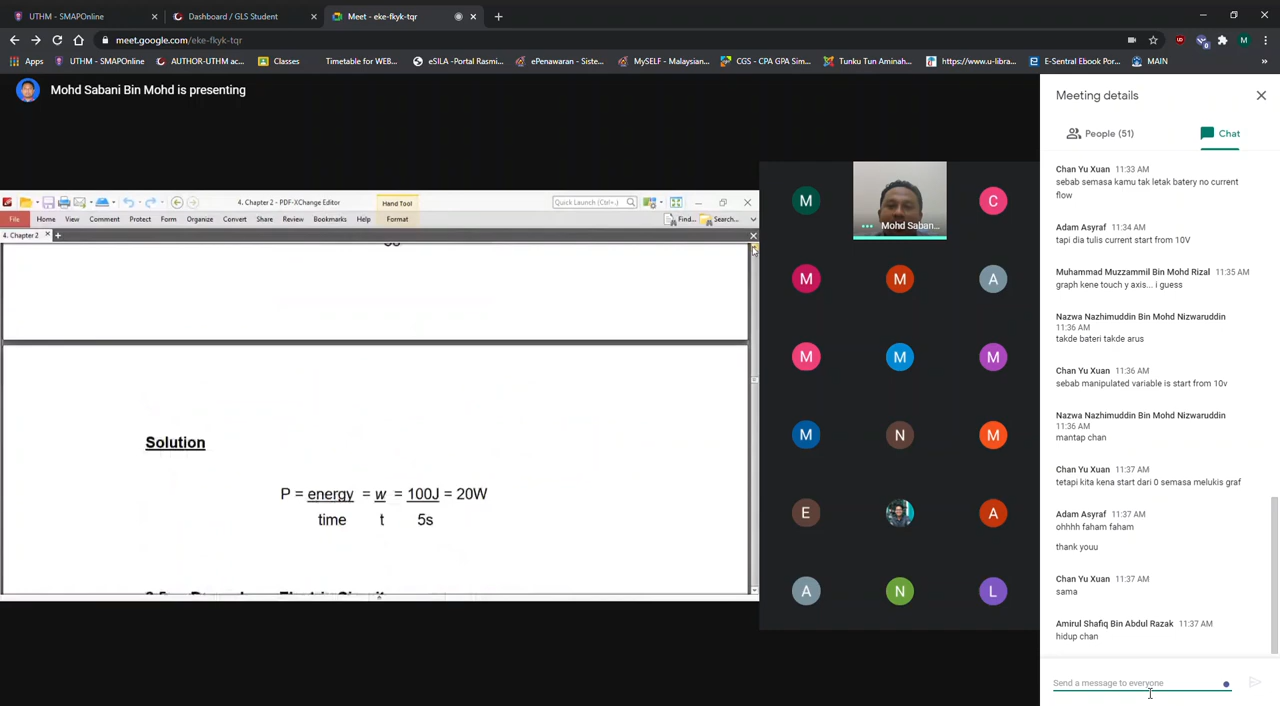 UTHM - SMAPOnline
Dashboard / GLS Student
Meet - eke-fkyk-tqr
meet.google.com/eke-fkyk-tqr
Apps
UTHM - SMAPOnline
AUTHOR-UTHM ac...
Classes
Timetable for WEB...
eSILA -Portal Rasmi...
ePenawaran - Siste...
MySELF - Malaysian...
CGS - CPA GPA Sim...
Tunku Tun Aminah...
https://www.u-libra...
E-Sentral Ebook Por...
MAIN
Mohd Sabani Bin Mohd is presenting
4. Chapter 2 - PDF-XChange Editor
Hand Tool
Quick Launch (Ctrl+.)
File
Home
View
Comment
Protect
Form
Organize
Convert
Share
Review
Bookmarks
Help
Format
Find...
Search...
4. Chapter 2
Solution
P = energy = w = 100J = 20W
time t 5s
M
Mohd Saban...
C
M
M
A
M
M
M
M
N
M
E
A
A
N
L
Meeting details
People (51)
Chat
Chan Yu Xuan 11:33 AM
sebab semasa kamu tak letak batery no current
flow
Adam Asyraf 11:34 AM
tapi dia tulis current start from 10V
Muhammad Muzzammil Bin Mohd Rizal 11:35 AM
graph kene touch y axis... i guess
Nazwa Nazhimuddin Bin Mohd Nizwaruddin
11:36 AM
takde bateri takde arus
Chan Yu Xuan 11:36 AM
sebab manipulated variable is start from 10v
Nazwa Nazhimuddin Bin Mohd Nizwaruddin
11:36 AM
mantap chan
Chan Yu Xuan 11:37 AM
tetapi kita kena start dari 0 semasa melukis graf
Adam Asyraf 11:37 AM
ohhhh faham faham
thank youu
Chan Yu Xuan 11:37 AM
sama
Amirul Shafiq Bin Abdul Razak 11:37 AM
hidup chan
Send a message to everyone